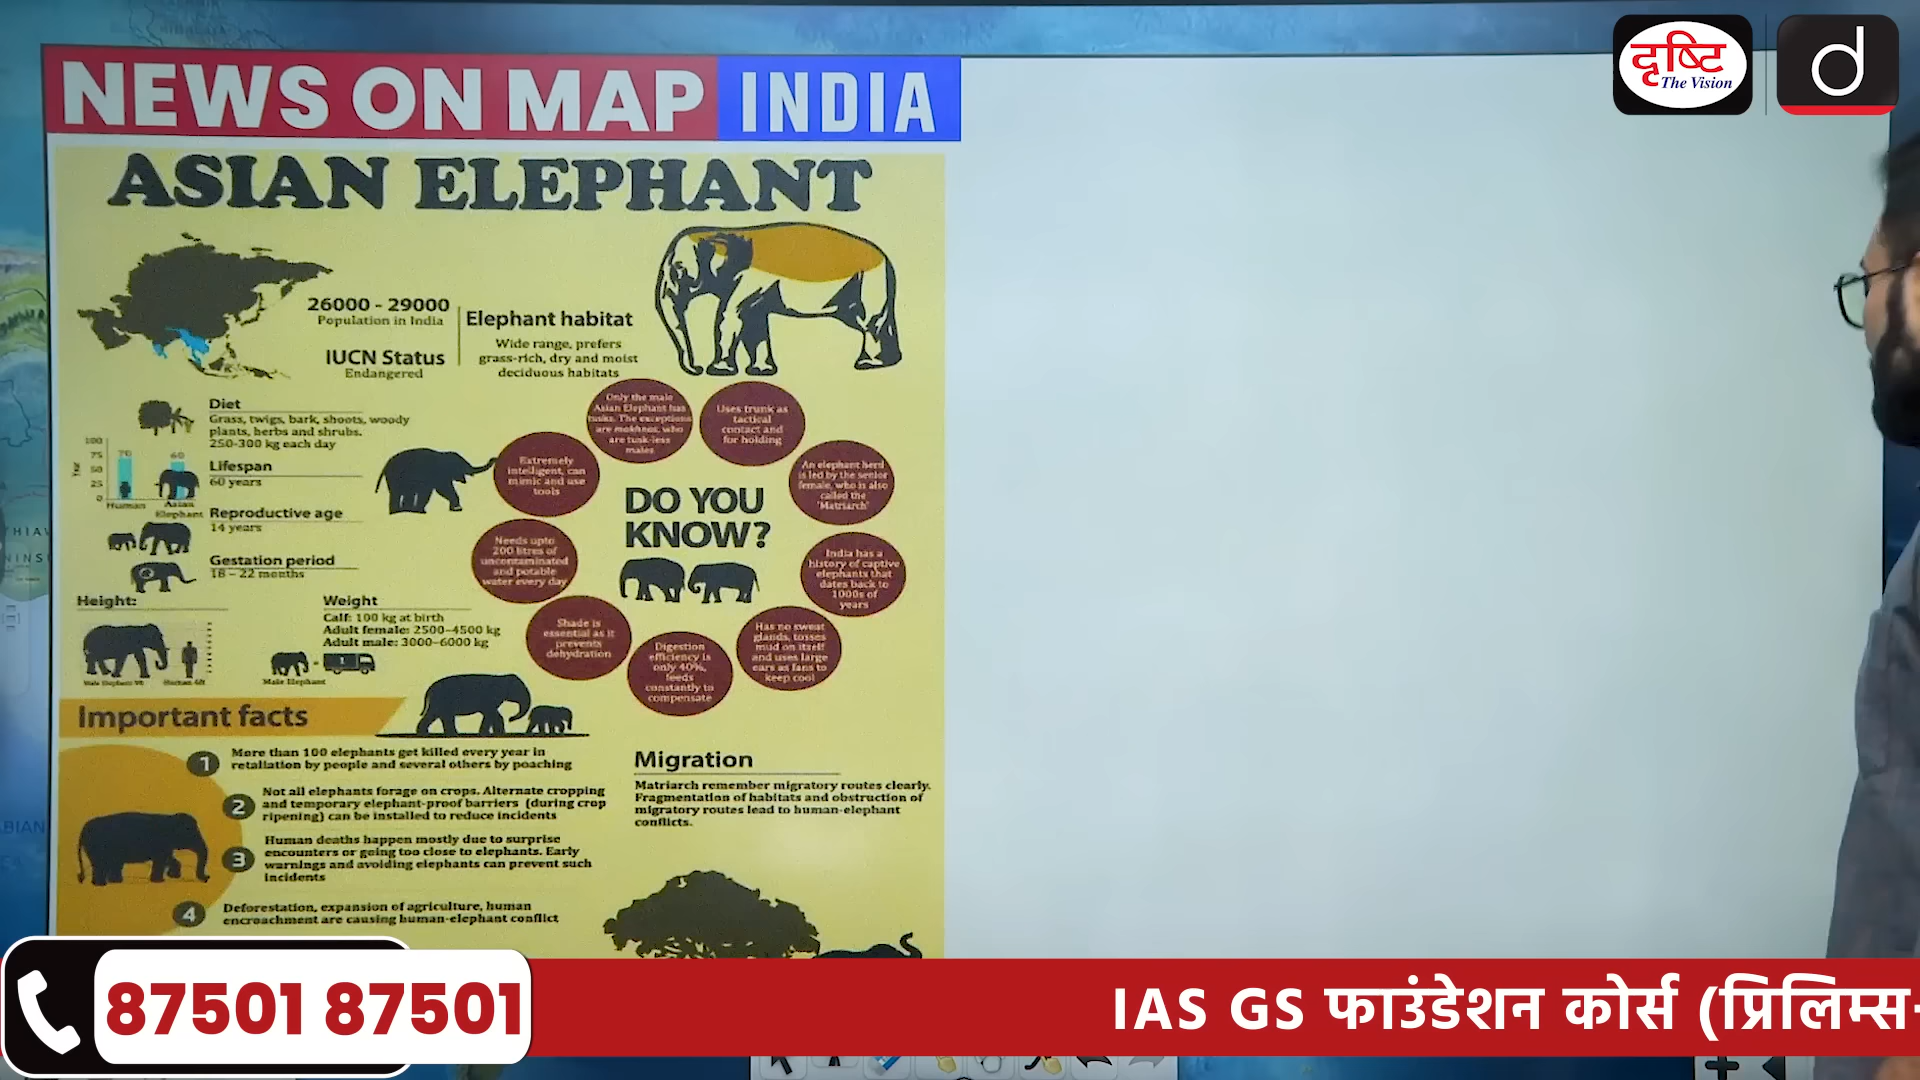 दृष्टि
The Vision
d
NEWS ON MAP INDIA
ASIAN ELEPHANT
26000 - 29000
Population in India
IUCN Status
Endangered
Elephant habitat
Wide range, prefers
grass-rich, dry and moist
deciduous habitats
Diet
Grass, twigs, bark, shoots, woody
plants, herbs and shrubs.
250-300 kg each day
100
75
50
25
0
70
60
Human
Asian
Elephant
Lifespan
60 years
Reproductive age
14 years
Gestation period
18 – 22 months
Height:
Weight
Calf: 100 kg at birth
Adult female: 2500–4500 kg
Adult male: 3000–6000 kg
Male Elephant
DO YOU
KNOW?
Only the male
Asian Elephant has
tusks. The exceptions
are makhnas, who
are tusk-less
males
Uses trunk as
tactical
contact and
for holding
An elephant herd
is led by the senior
female, who is also
called the
'Matriarch'
India has a
history of captive
elephants that
dates back to
1000s of
years
Has no sweat
glands, tosses
mud on itself
and uses large
ears as fans to
keep cool
Digestion
efficiency is
only 40%,
feeds
constantly to
compensate
Shade is
essential as it
prevents
dehydration
Needs upto
200 litres of
uncontaminated
and potable
water every day
Extremely
intelligent, can
mimic and use
tools
Important facts
1
More than 100 elephants get killed every year in
retaliation by people and several others by poaching
2
Not all elephants forage on crops. Alternate cropping
and temporary elephant-proof barriers (during crop
ripening) can be installed to reduce incidents
3
Human deaths happen mostly due to surprise
encounters or going too close to elephants. Early
warnings and avoiding elephants can prevent such
incidents
4
Deforestation, expansion of agriculture, human
encroachment are causing human-elephant conflict
Migration
Matriarch remember migratory routes clearly.
Fragmentation of habitats and obstruction of
migratory routes lead to human-elephant
conflicts.
87501 87501
IAS GS फाउंडेशन कोर्स (प्रिलिम्स-